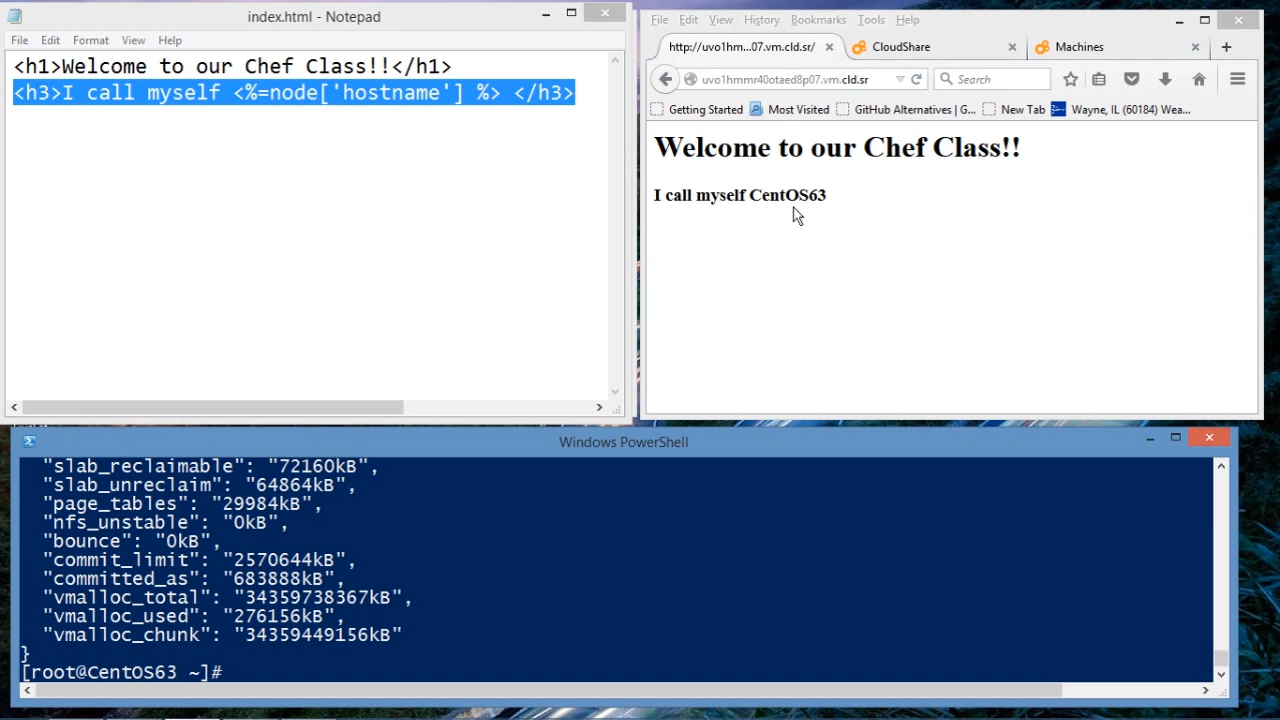 index.html - Notepad
File Edit Format View Help
<h1>Welcome to our Chef Class!!</h1>
<h3>I call myself <%=node['hostname'] %> </h3>
File Edit View History Bookmarks Tools Help
http://uvo1hm...07.vm.cld.sr/
CloudShare
Machines
uvo1hmmr40otaed8p07.vm.cld.sr
Search
Getting Started
Most Visited
GitHub Alternatives | G...
New Tab
Wayne, IL (60184) Wea...
Welcome to our Chef Class!!
I call myself CentOS63
Windows PowerShell
"slab_reclaimable": "72160kB",
"slab_unreclaim": "64864kB",
"page_tables": "29984kB",
"nfs_unstable": "0kB",
"bounce": "0kB",
"commit_limit": "2570644kB",
"committed_as": "683888kB",
"vmalloc_total": "34359738367kB",
"vmalloc_used": "276156kB",
"vmalloc_chunk": "34359449156kB"
}
[root@CentOS63 ~]#